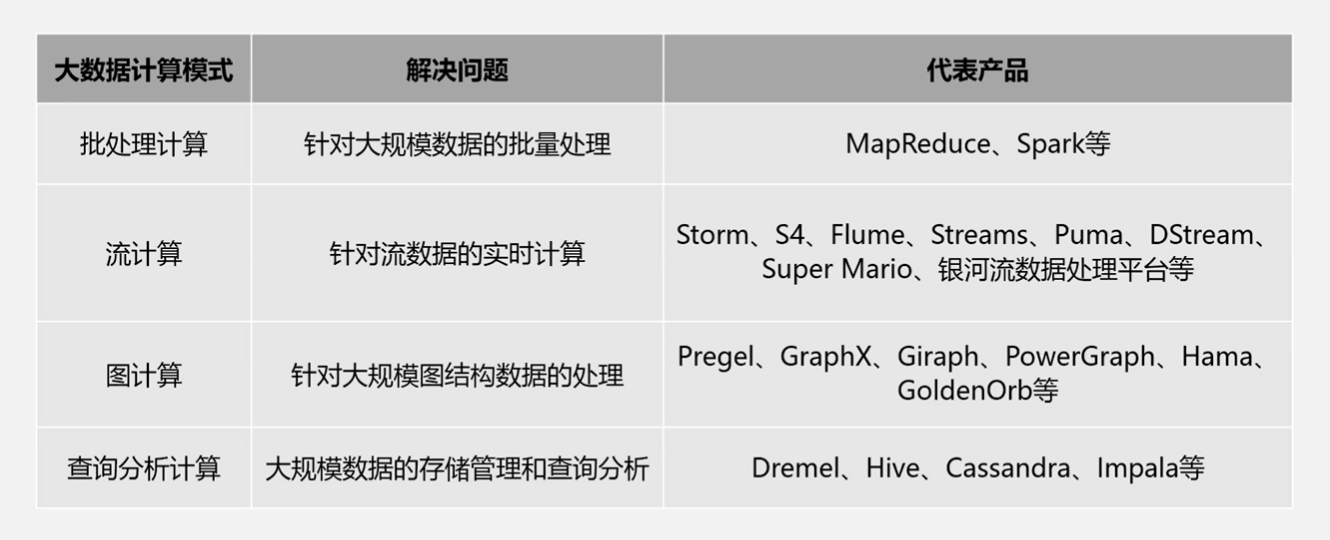 大数据计算模式 解决问题 代表产品
批处理计算 针对大规模数据的批量处理 MapReduce、Spark等
流计算 针对流数据的实时计算 Storm、S4、Flume、Streams、Puma、DStream、
Super Mario、银河流数据处理平台等
图计算 针对大规模图结构数据的处理 Pregel、GraphX、Giraph、PowerGraph、Hama、
GoldenOrb等
查询分析计算 大规模数据的存储管理和查询分析 Dremel、Hive、Cassandra、Impala等